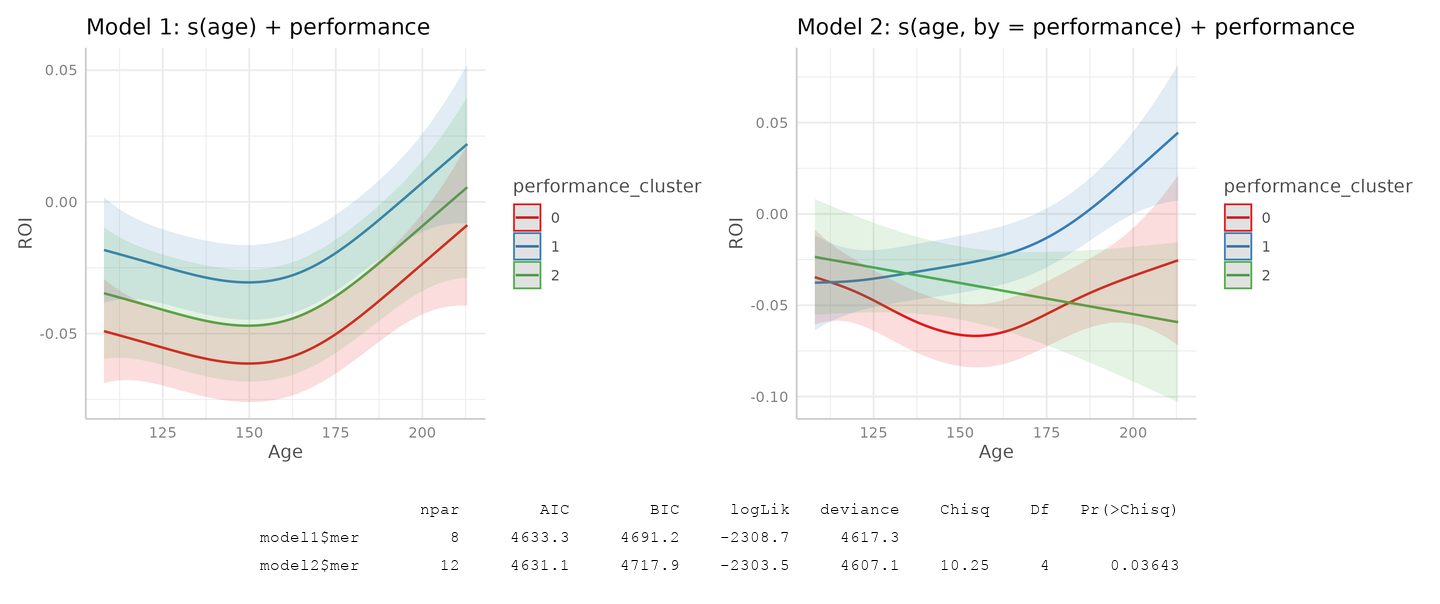 Model 1: s(age) + performance
0.05
0.00
-0.05
ROI
125 150 175 200
Age
performance_cluster
0
1
2
Model 2: s(age, by = performance) + performance
0.05
0.00
-0.05
-0.10
ROI
125 150 175 200
Age
performance_cluster
0
1
2
npar AIC BIC logLik deviance Chisq Df Pr(>Chisq)
model1$mer 8 4633.3 4691.2 -2308.7 4617.3
model2$mer 12 4631.1 4717.9 -2303.5 4607.1 10.25 4 0.03643